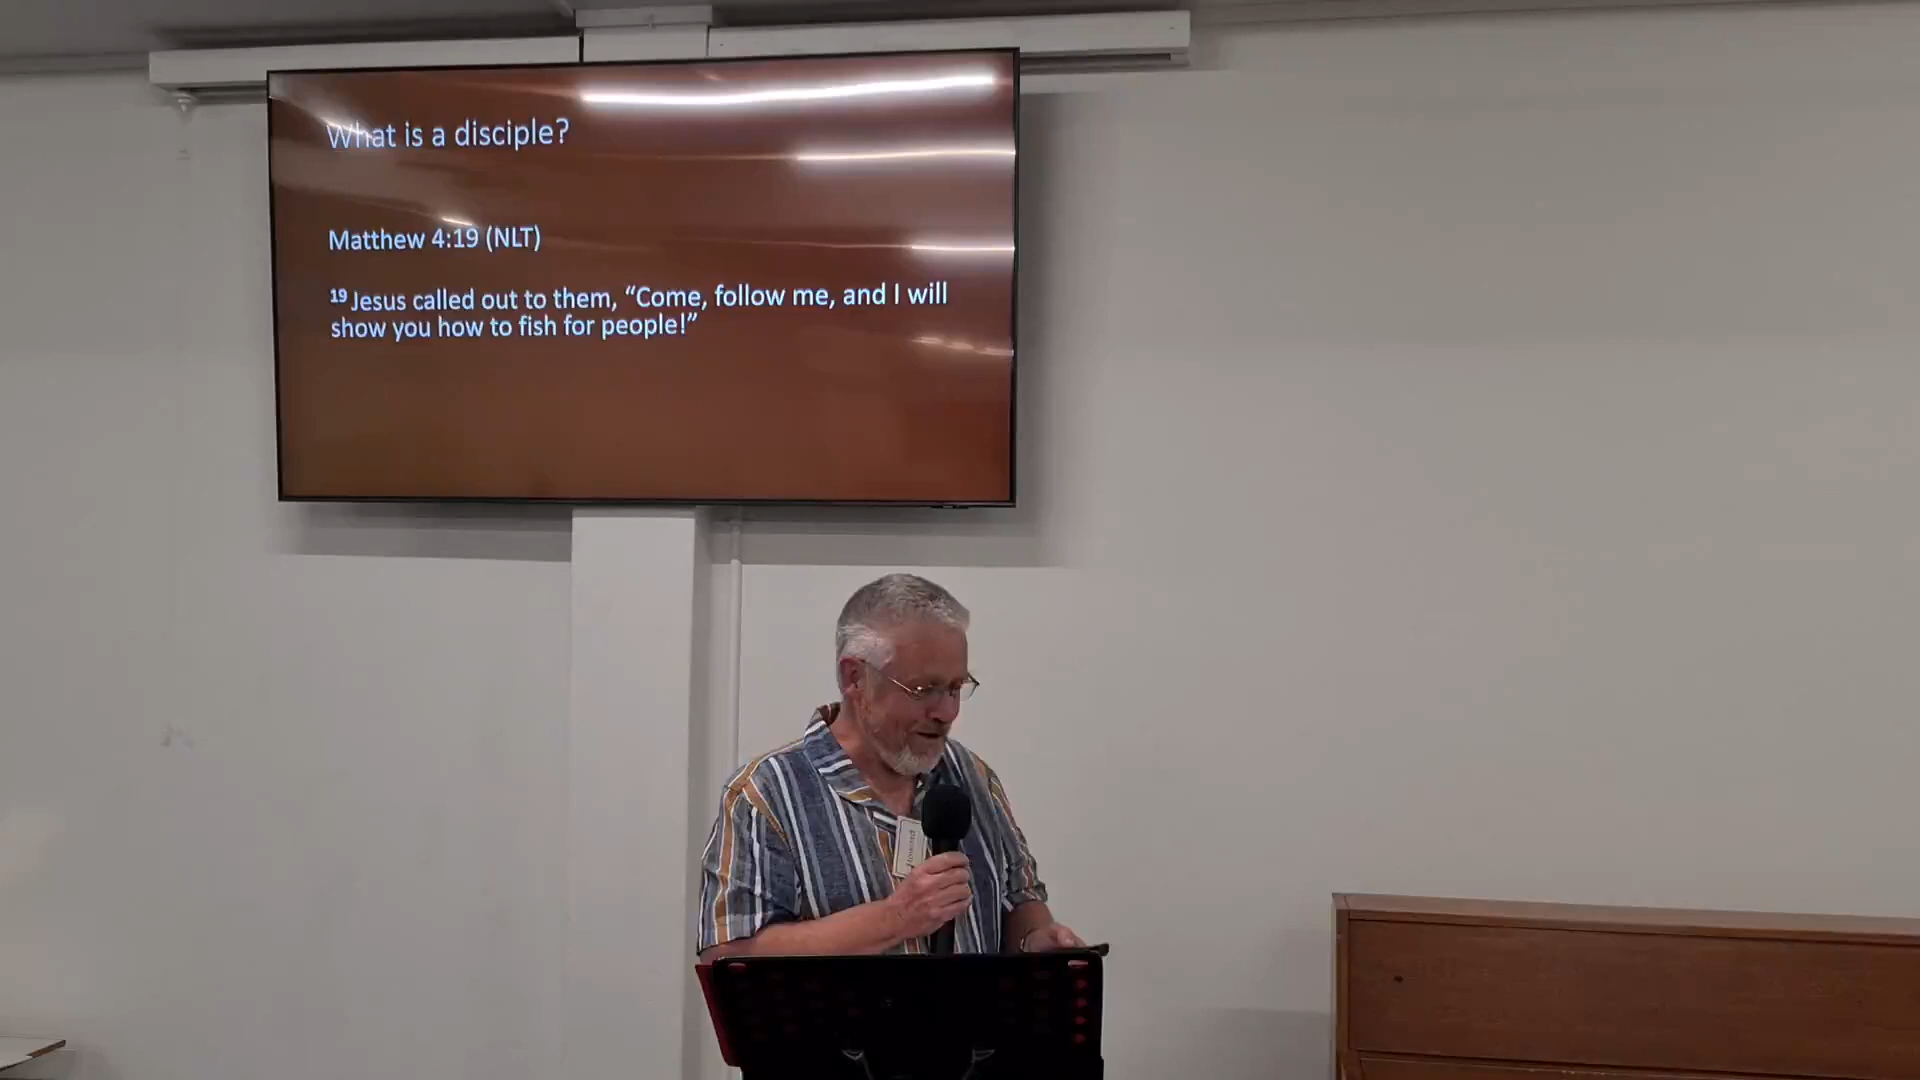 What is a disciple?
Matthew 4:19 (NLT)
19 Jesus called out to them, “Come, follow me, and I will
show you how to fish for people!”